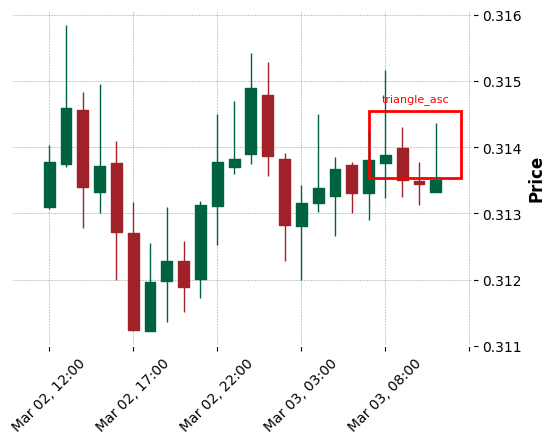 0.316
0.315
triangle_asc
0.314
0.313
0.312
0.311
Price
Mar 02, 12:00
Mar 02, 17:00
Mar 02, 22:00
Mar 03, 03:00
Mar 03, 08:00